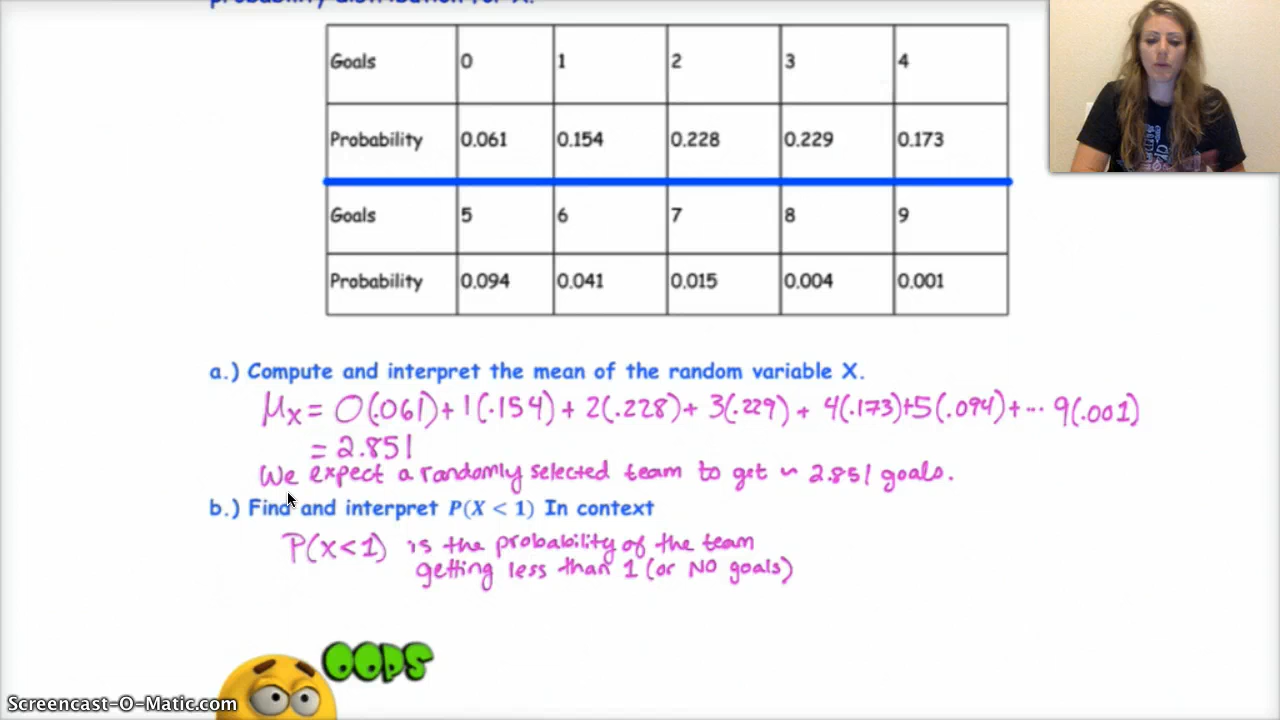 probability distribution for X.
Goals 0 1 2 3 4
Probability 0.061 0.154 0.228 0.229 0.173
Goals 5 6 7 8 9
Probability 0.094 0.041 0.015 0.004 0.001
a.) Compute and interpret the mean of the random variable X.
μx = 0(.061)+1(.154) + 2(.228)+ 3(.229) + 4(.173)+5(.094)+... 9(.001)
= 2.851
We expect a randomly selected team to get ~ 2.851 goals.
b.) Find and interpret P(X < 1) In context
P(x<1) is the probability of the team
getting less than 1 (or NO goals)
OOPS
Screencast-O-Matic.com